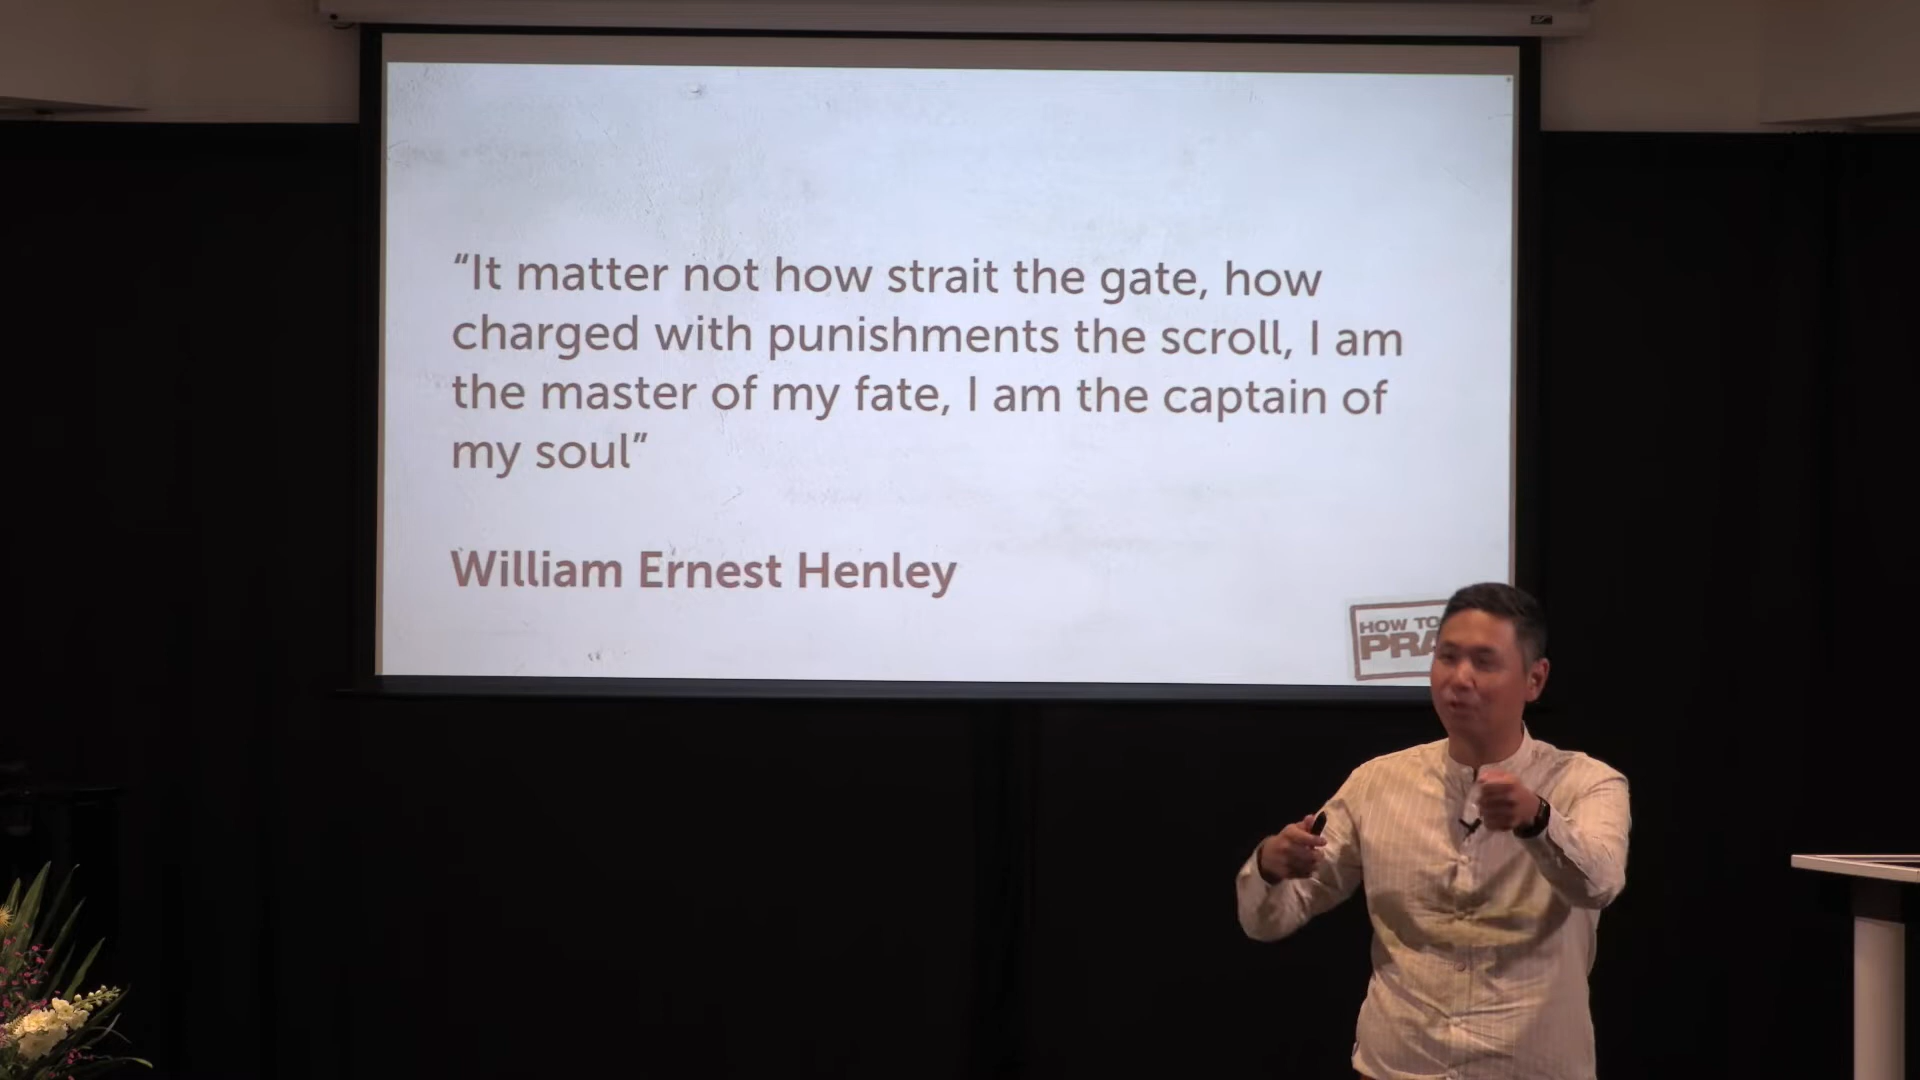 “It matter not how strait the gate, how
charged with punishments the scroll, I am
the master of my fate, I am the captain of
my soul”
William Ernest Henley
HOW TO